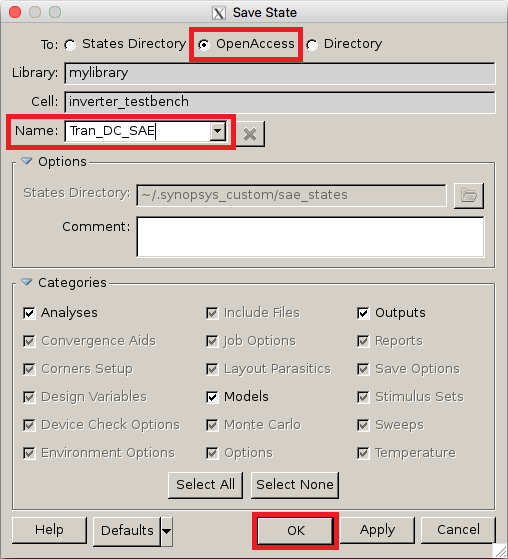 Save State
To: States Directory OpenAccess Directory
Library: mylibrary
Cell: inverter_testbench
Name: Tran_DC_SAE
Options
States Directory: ~/.synopsys_custom/sae_states
Comment:
Categories
Analyses Include Files Outputs
Convergence Aids Job Options Reports
Corners Setup Layout Parasitics Save Options
Design Variables Models Stimulus Sets
Device Check Options Monte Carlo Sweeps
Environment Options Options Temperature
Select All Select None
Help Defaults OK Apply Cancel